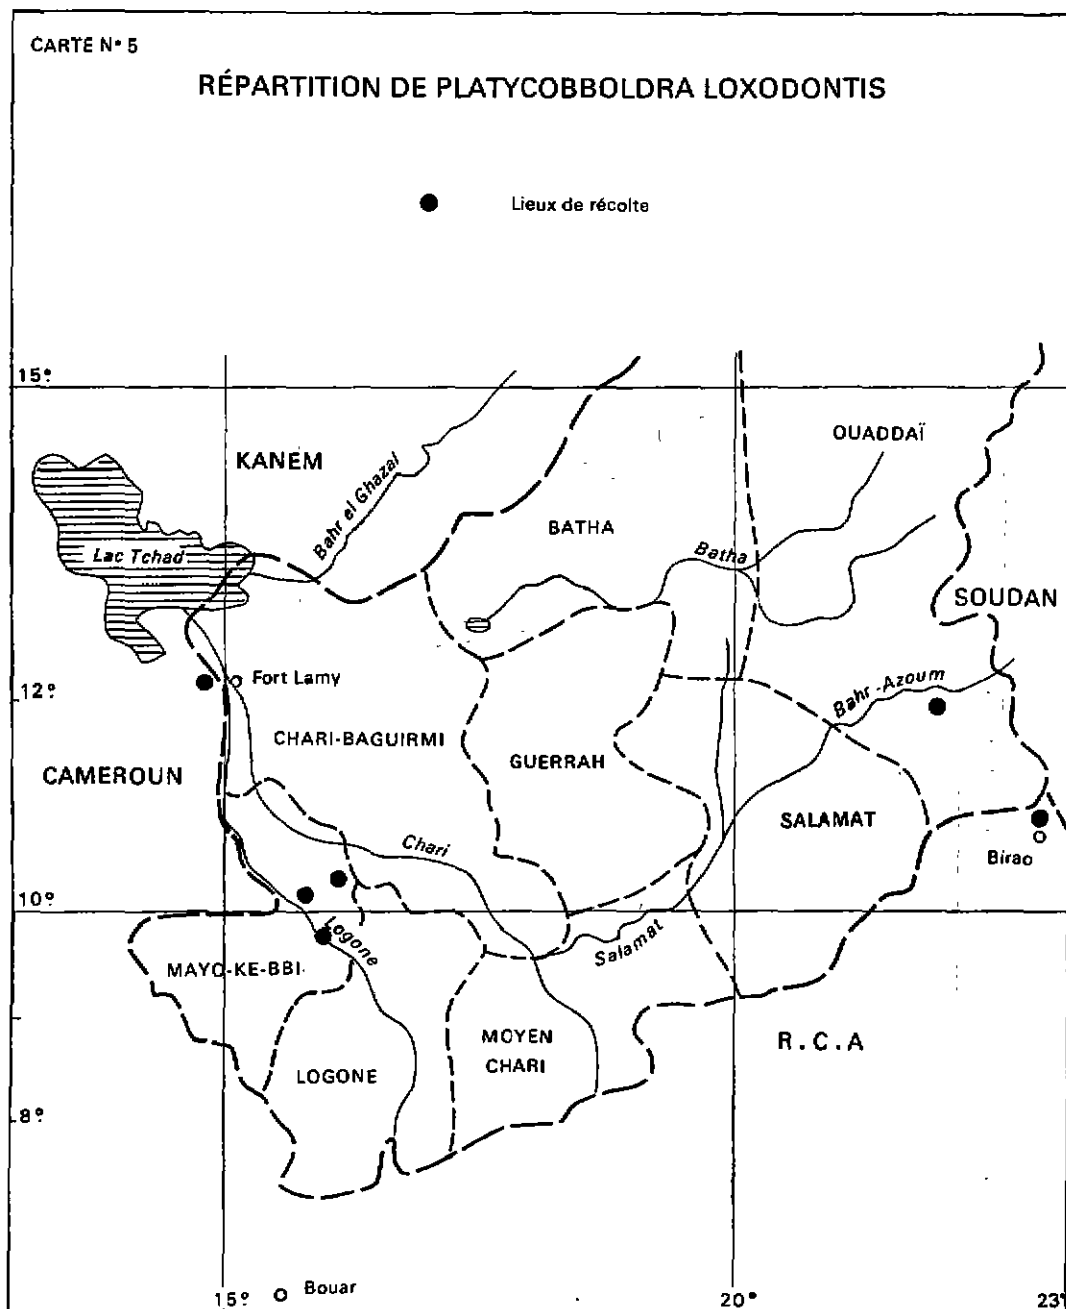 CARTE N° 5
RÉPARTITION DE PLATYCOBBOLDRA LOXODONTIS
Lieux de récolte
15°
KANEM
Bahr el Ghazal
OUADDAÏ
BATHA
Batha
Lac Tchad
SOUDAN
12°
Fort Lamy
Bahr-Azoum
CHARI-BAGUIRMI
GUERRAH
CAMEROUN
SALAMAT
Chari
Birao
10°
Logone
Salamat
MAYO-KE-BBI
MOYEN
CHARI
R.C.A
LOGONE
8°
Bouar
15°
20°
23°